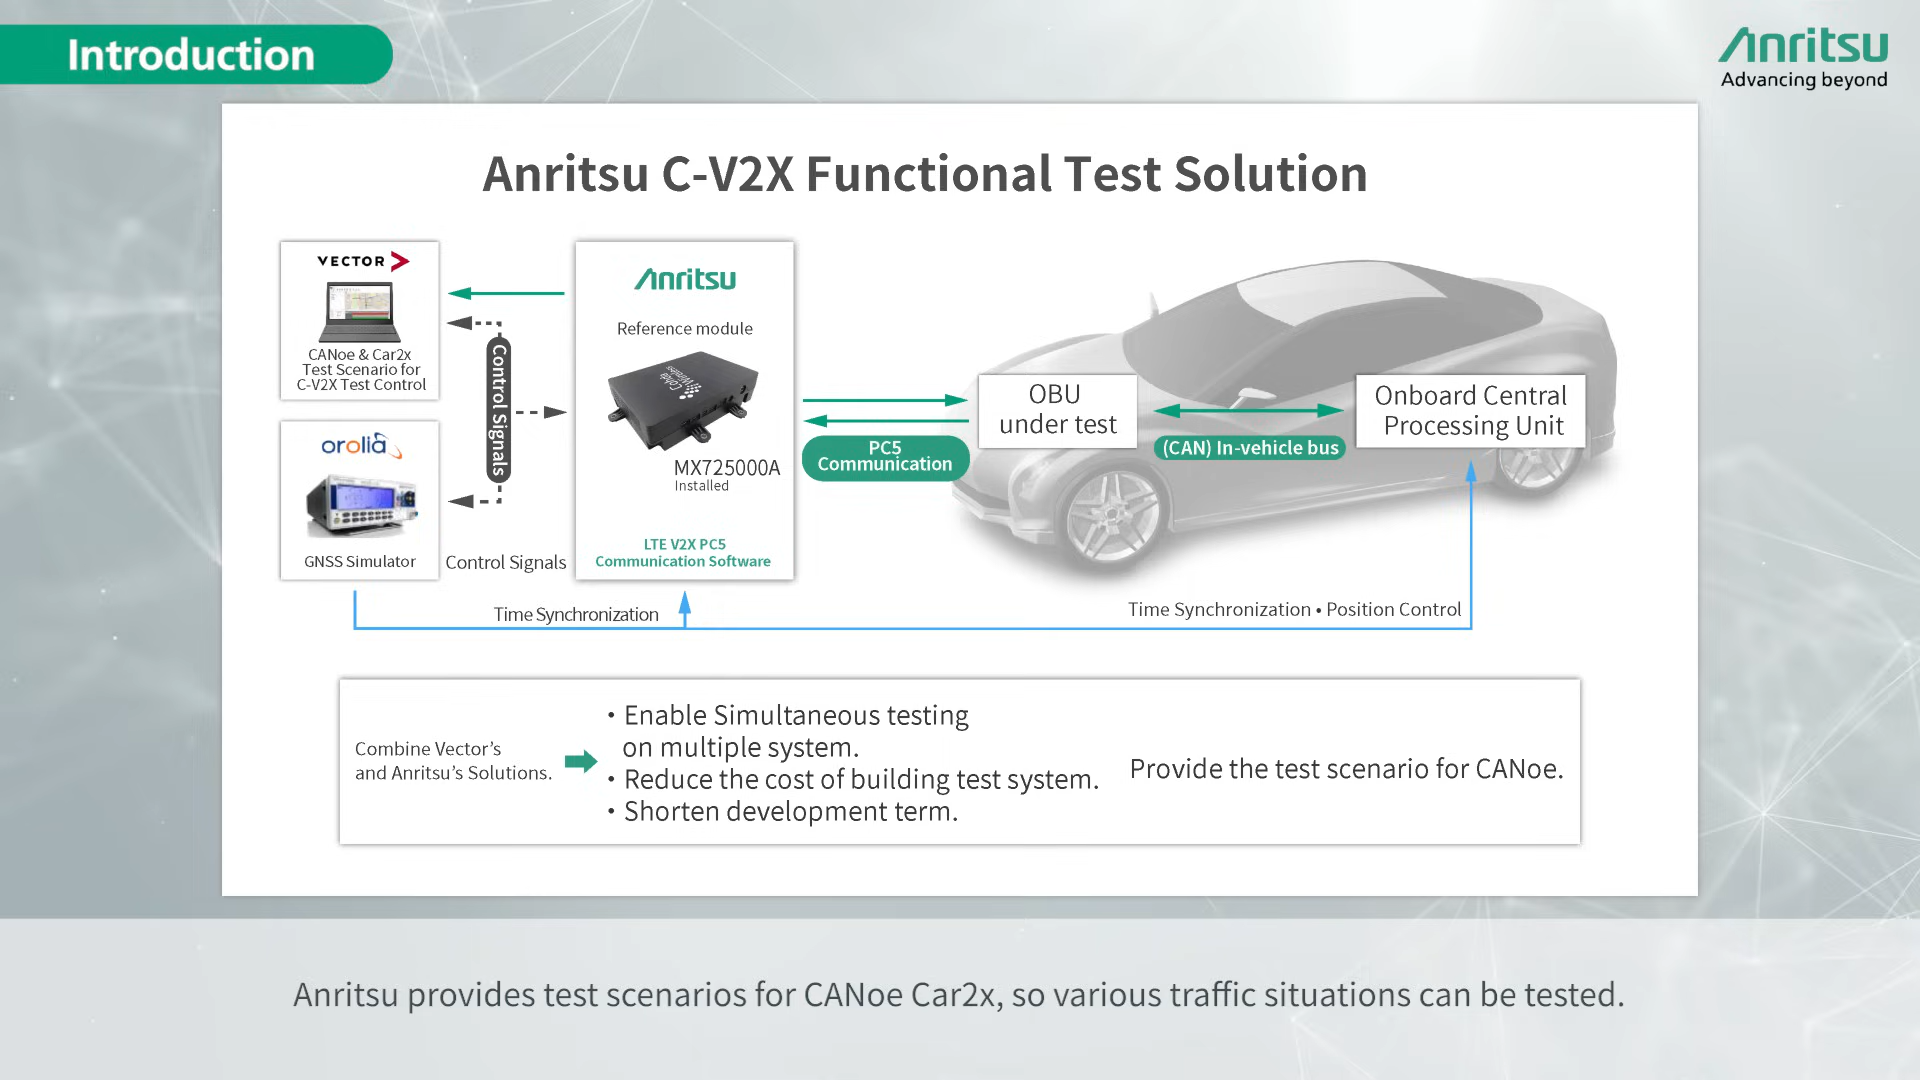 Introduction
Anritsu
Advancing beyond
Anritsu C-V2X Functional Test Solution
VECTOR
CANoe & Car2x
Test Scenario for
C-V2X Test Control
orolia
GNSS Simulator
Control Signals
Control Signals
Anritsu
Reference module
Cohda
Wireless
MX725000A
Installed
LTE V2X PC5
Communication Software
PC5
Communication
OBU
under test
(CAN) In-vehicle bus
Onboard Central
Processing Unit
Time Synchronization
Time Synchronization • Position Control
Combine Vector’s
and Anritsu’s Solutions.
・Enable Simultaneous testing
on multiple system.
・Reduce the cost of building test system.
・Shorten development term.
Provide the test scenario for CANoe.
Anritsu provides test scenarios for CANoe Car2x, so various traffic situations can be tested.